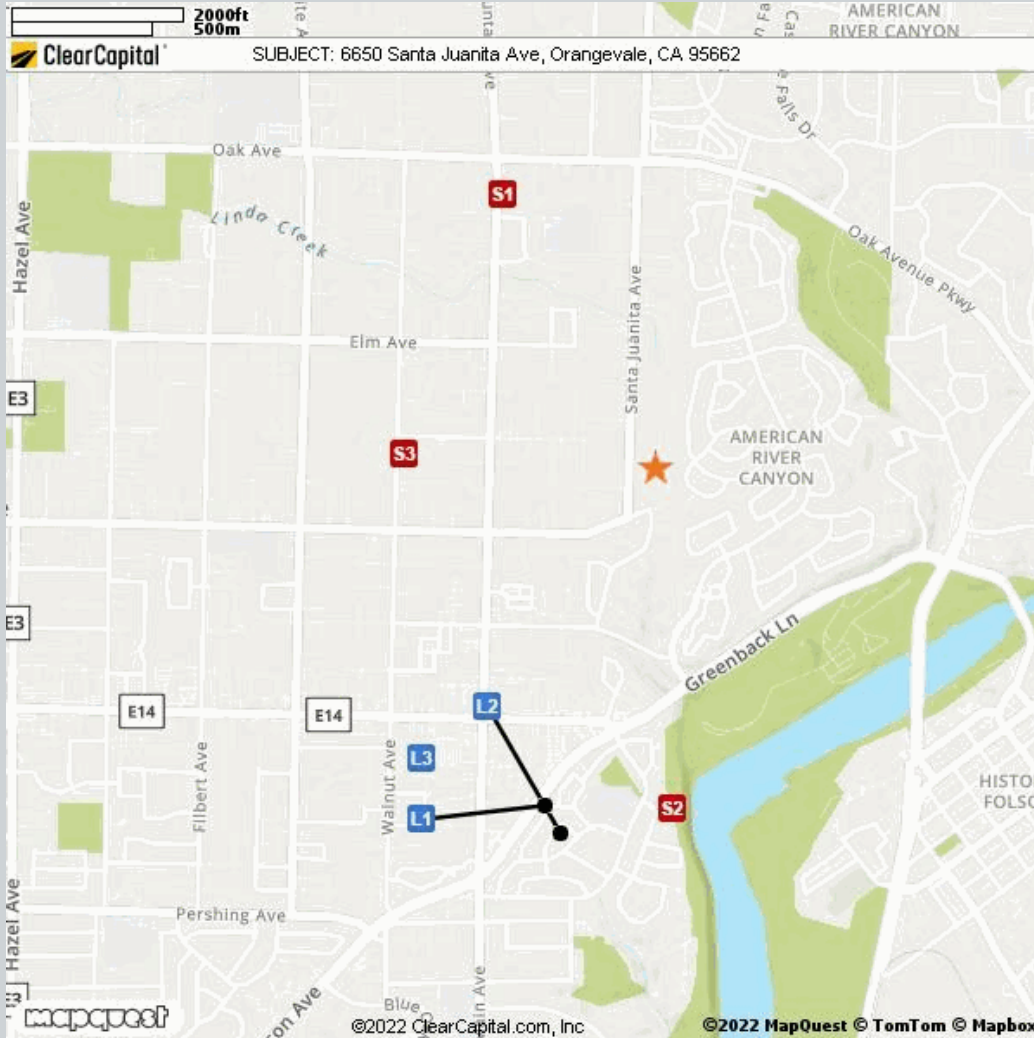 2000ft
500m
ClearCapital
SUBJECT: 6650 Santa Juanita Ave, Orangevale, CA 95662
AMERICAN
RIVER CANYON
Oak Ave
S1
Linda Creek
Hazel Ave
Oak Avenue Pkwy
Santa Juanita Ave
Elm Ave
E3
S3
AMERICAN
RIVER
CANYON
E3
Greenback Ln
L2
E14
E14
L3
Filbert Ave
Walnut Ave
L1
S2
Pershing Ave
Hazel Ave
mapquest
©2022 ClearCapital.com, Inc
©2022 MapQuest © TomTom © Mapbox